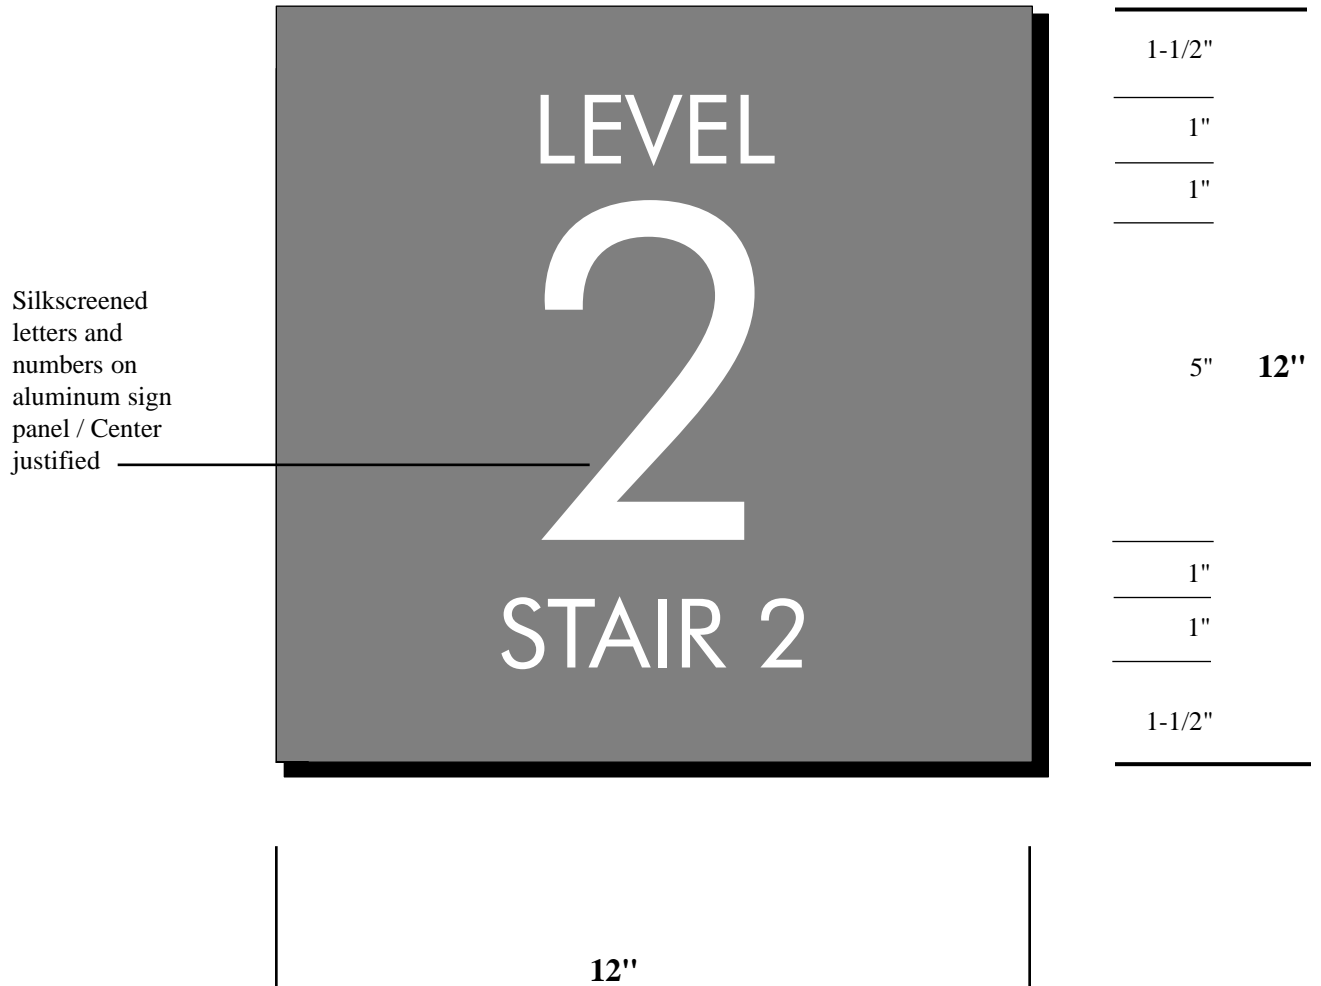 LEVEL
2
STAIR 2
Silkscreened
letters and
numbers on
aluminum sign
panel / Center
justified
1-1/2"
1"
1"
5"
12"
1"
1"
1-1/2"
12"